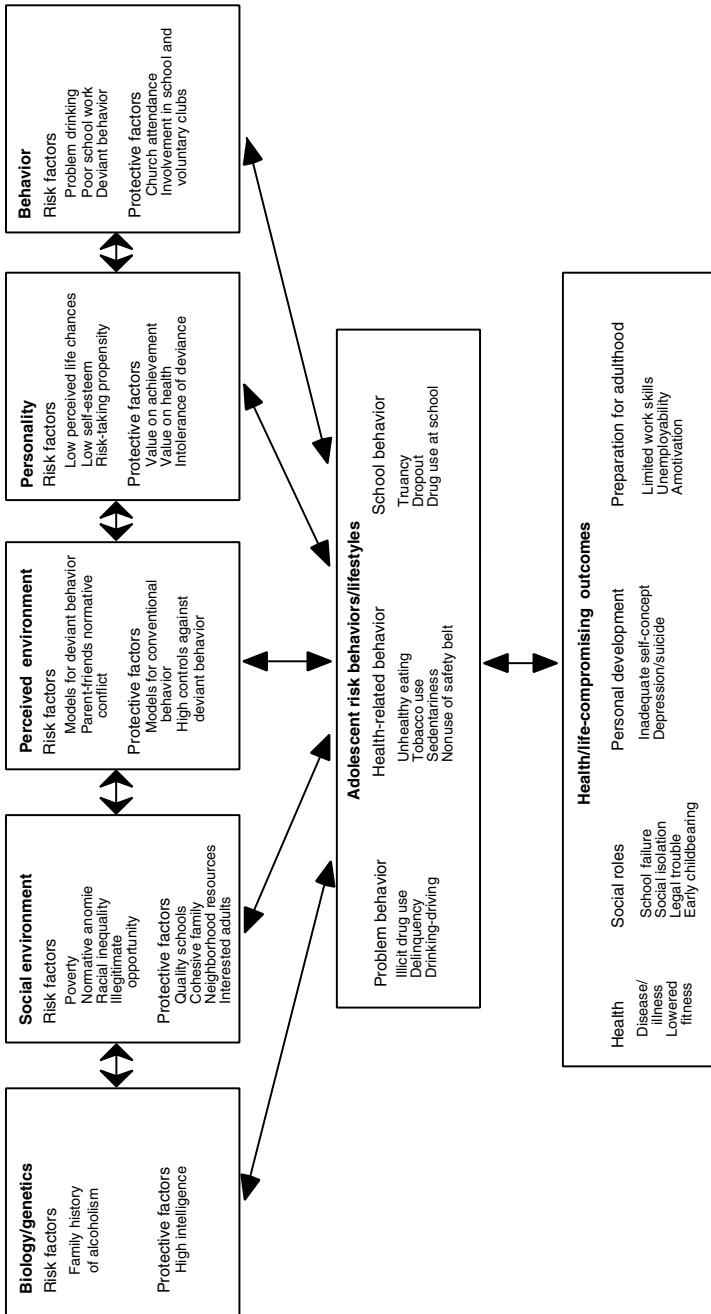 Biology/genetics
Risk factors
Family history
of alcoholism
Protective factors
High intelligence
Social environment
Risk factors
Poverty
Normative anomie
Racial inequality
Illegitimate
opportunity
Protective factors
Quality schools
Cohesive family
Neighborhood resources
Interested adults
Perceived environment
Risk factors
Models for deviant behavior
Parent-friends normative
conflict
Protective factors
Models for conventional
behavior
High controls against
deviant behavior
Personality
Risk factors
Low perceived life chances
Low self-esteem
Risk-taking propensity
Protective factors
Value on achievement
Value on health
Intolerance of deviance
Behavior
Risk factors
Problem drinking
Poor school work
Deviant behavior
Protective factors
Church attendance
Involvement in school and
voluntary clubs
Adolescent risk behaviors/lifestyles
Problem behavior
Illicit drug use
Delinquency
Drinking-driving
Health-related behavior
Unhealthy eating
Tobacco use
Sedentariness
Nonuse of safety belt
School behavior
Truancy
Dropout
Drug use at school
Health/life-compromising outcomes
Health
Disease/
illness
Lowered
fitness
Social roles
School failure
Social isolation
Legal trouble
Early childbearing
Personal development
Inadequate self-concept
Depression/suicide
Preparation for adulthood
Limited work skills
Unemployability
Amotivation